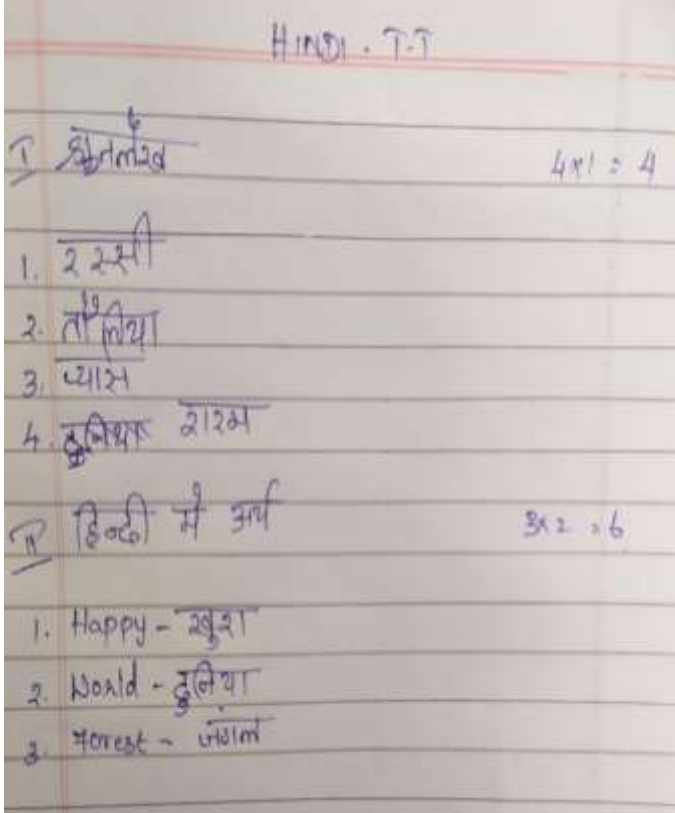 HINDI . T.T
I श्रुतलेख 4x1 = 4
1. रस्सी
2. तौलिया
3. प्यास
4. शरम
II हिन्दी में अर्थ 3x2 = 6
1. Happy - खुश
2. World - दुनिया
3. Forest - जंगल